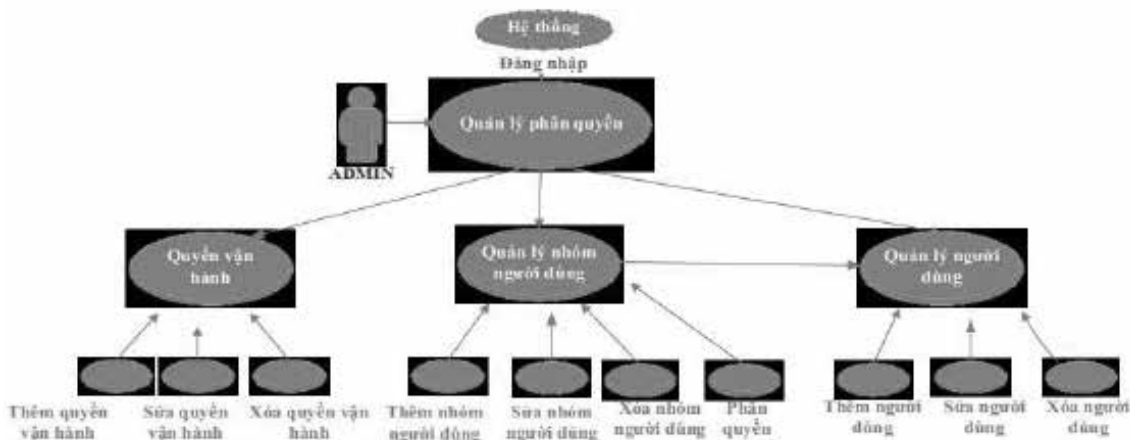 Hệ thống
Đăng nhập
Quản lý phân quyền
ADMIN
Quyền vận
hành
Quản lý nhóm
người dùng
Quản lý người
dùng
Thêm quyền
vận hành
Sửa quyền
vận hành
Xóa quyền vận
hành
Thêm nhóm
người dùng
Sửa nhóm
người dùng
Xóa nhóm
người dùng
Phân
quyền
Thêm người
dùng
Sửa người
dùng
Xóa người
dùng